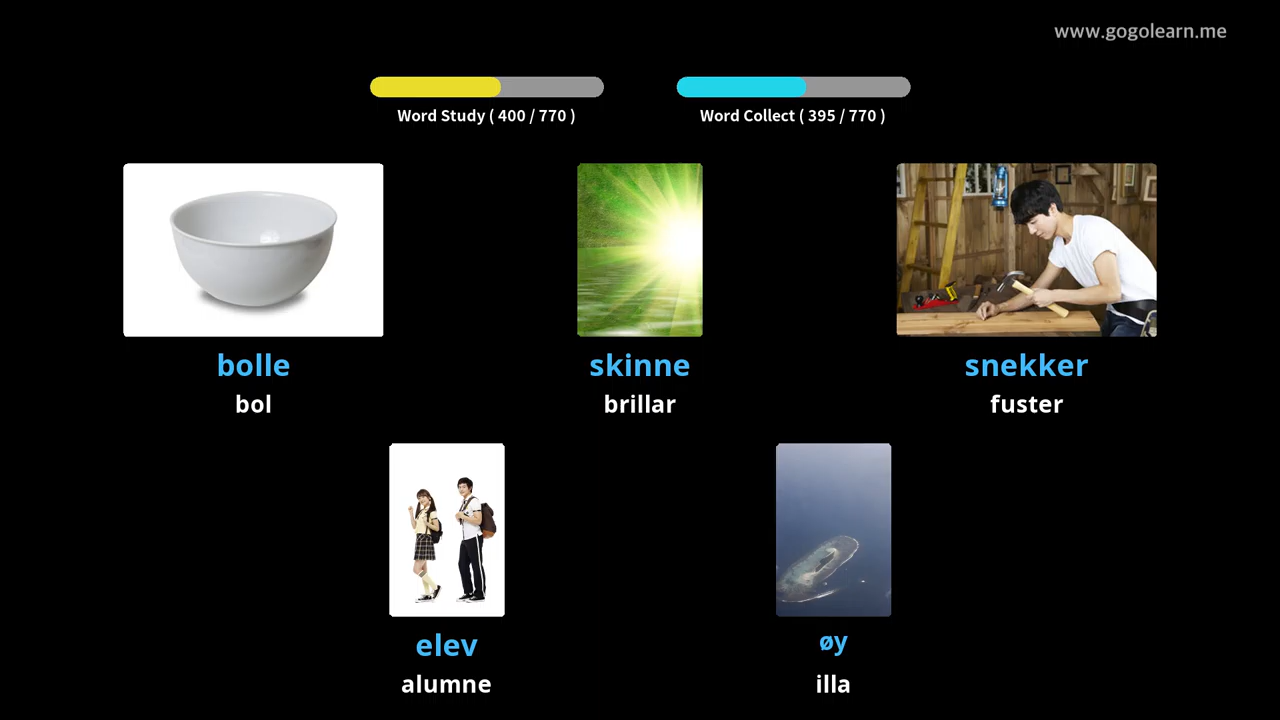 www.gogolearn.me
Word Study ( 400 / 770 )
Word Collect ( 395 / 770 )
bolle
bol
skinne
brillar
snekker
fuster
elev
alumne
øy
illa